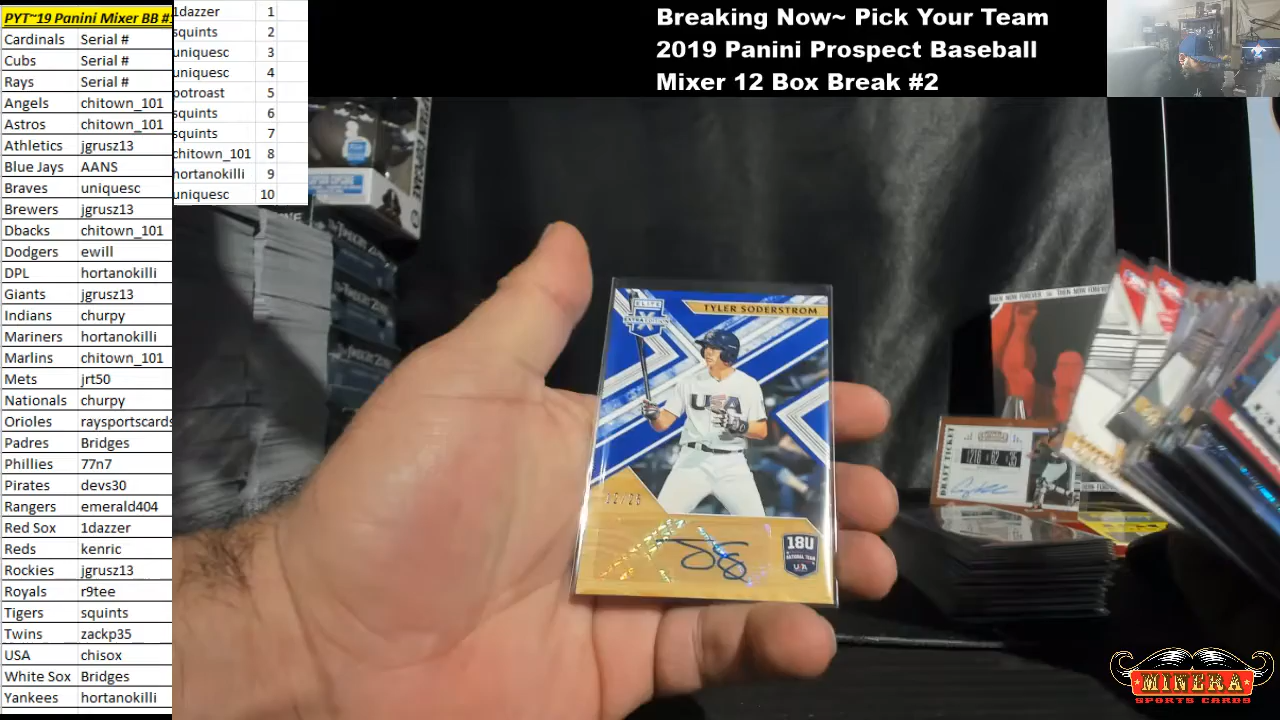 PYT~19 Panini Mixer BB #
Cardinals Serial #
Cubs Serial #
Rays Serial #
Angels chitown_101
Astros chitown_101
Athletics jgrusz13
Blue Jays AANS
Braves uniquesc
Brewers jgrusz13
Dbacks chitown_101
Dodgers ewill
DPL hortanokilli
Giants jgrusz13
Indians churpy
Mariners hortanokilli
Marlins chitown_101
Mets jrt50
Nationals churpy
Orioles raysportscards
Padres Bridges
Phillies 77n7
Pirates devs30
Rangers emerald404
Red Sox 1dazzer
Reds kenric
Rockies jgrusz13
Royals r9tee
Tigers squints
Twins zackp35
USA chisox
White Sox Bridges
Yankees hortanokilli
1dazzer 1
squints 2
uniquesc 3
uniquesc 4
potroast 5
squints 6
squints 7
chitown_101 8
hortanokilli 9
uniquesc 10
Breaking Now~ Pick Your Team
2019 Panini Prospect Baseball
Mixer 12 Box Break #2
ELITE
X
EXTRA EDITION
TYLER SODERSTROM
USA
18U
NATIONAL TEAM
USA
DRAFT TICKET
MINERA
SPORTS CARDS